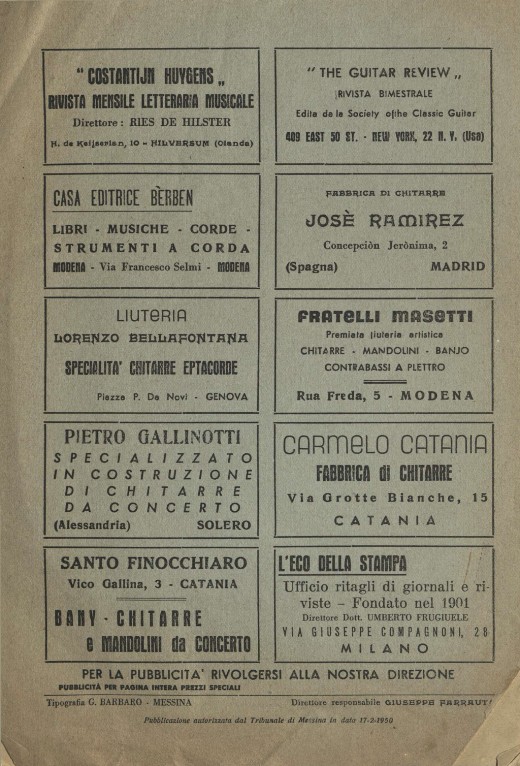 " COSTANTIJN HUYGENS „
RIVISTA MENSILE LETTERARIA MUSICALE
Direttore : RIES DE HILSTER
H. de Keijserlan, 10 - HILVERSUM (Olanda)
" THE GUITAR REVIEW „
RIVISTA BIMESTRALE
Edita de la Society ofthe Classic Guitar
409 EAST 50 ST. - NEW YORK, 22 N. Y. (Usa)
CASA EDITRICE BÈRBEN
LIBRI - MUSICHE - CORDE -
STRUMENTI A CORDA
MODENA - Via Francesco Selmi - MODENA
FABBRICA DI CHITARRE
JOSÈ RAMIREZ
Concepciòn Jerònima, 2
(Spagna) MADRID
LIUTERIA
LORENZO BELLAFONTANA
SPECIALITA' CHITARRE EPTACORDE
Piazza P. Da Novi - GENOVA
FRATELLI MASETTI
Premiata liuteria artistica
CHITARRE - MANDOLINI - BANJO
CONTRABASSI A PLETTRO
Rua Freda, 5 - MODENA
PIETRO GALLINOTTI
SPECIALIZZATO
IN COSTRUZIONE
DI CHITARRE
DA CONCERTO
(Alessandria) SOLERO
CARMELO CATANIA
FABBRICA di CHITARRE
Via Grotte Bianche, 15
CATANIA
SANTO FINOCCHIARO
Vico Gallina, 3 - CATANIA
BANY - CHITARRE
e MANDOLINI da CONCERTO
L'ECO DELLA STAMPA
Ufficio ritagli di giornali e ri-
viste - Fondato nel 1901
Direttore Dott. UMBERTO FRUGIUELE
VIA GIUSEPPE COMPAGNONI, 28
MILANO
PER LA PUBBLICITA' RIVOLGERSI ALLA NOSTRA DIREZIONE
PUBBLICITÀ PER PAGINA INTERA PREZZI SPECIALI
Tipografia G. BARBARO - MESSINA Direttore responsabile GIUSEPPE FARRAUTO
Pubblicazione autorizzata dal Tribunale di Messina in data 17-2-1950